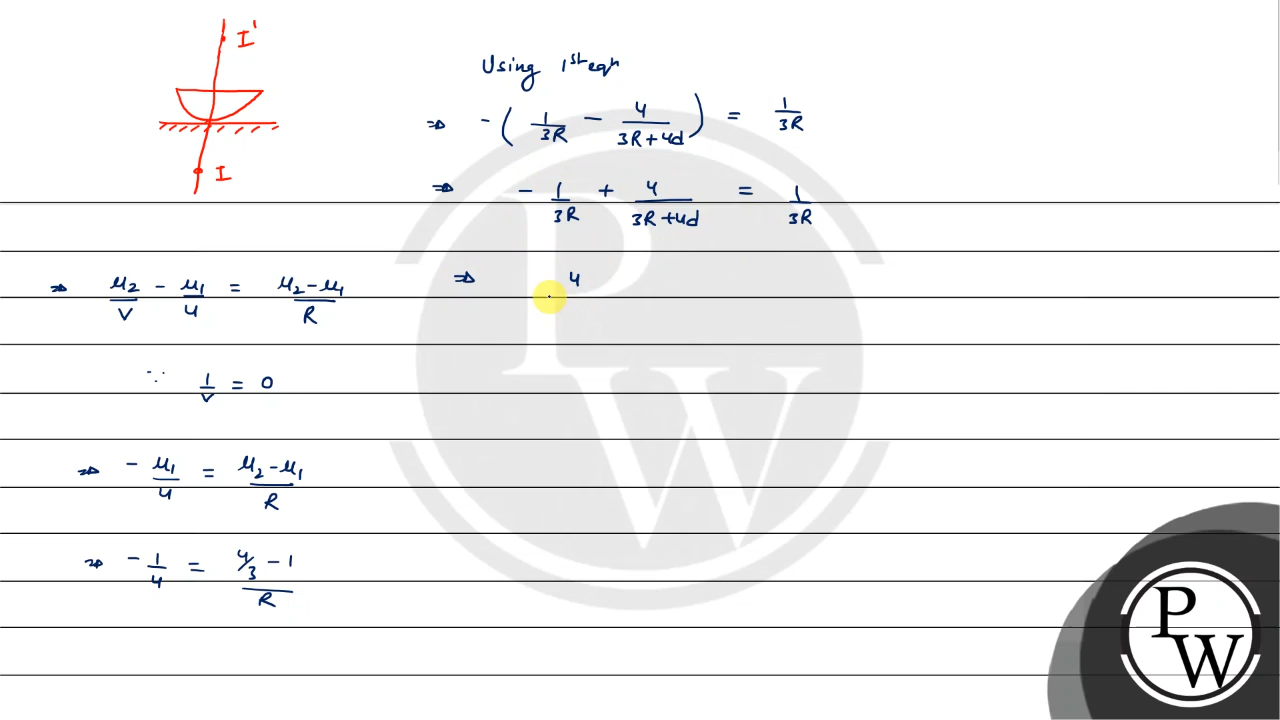 I'
I
⇒ μ₂/v - μ₁/u = (μ₂-μ₁)/R
∵ 1/v = 0
⇒ -μ₁/u = (μ₂-μ₁)/R
⇒ -1/u = (4/3 - 1)/R
Using 1st eqn
⇒ -(1/3R - 4/(3R+4d)) = 1/3R
⇒ -1/3R + 4/(3R+4d) = 1/3R
⇒ 4
PW
PW